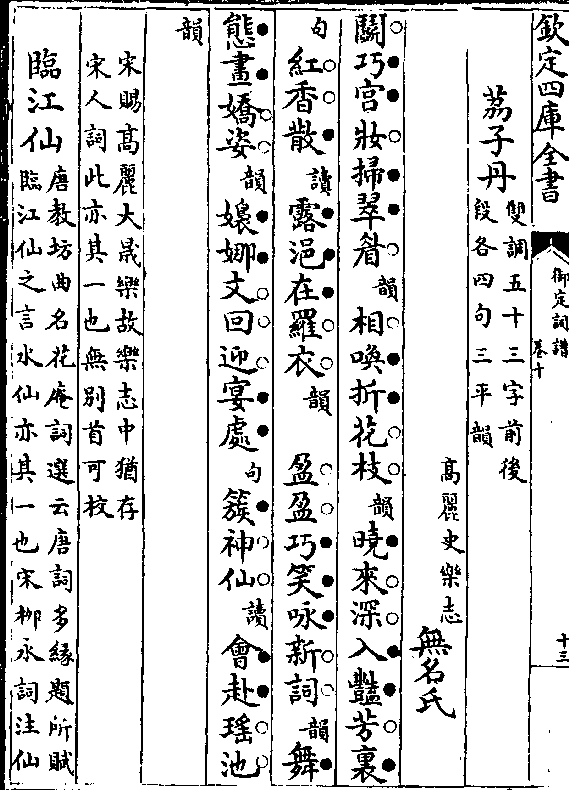 欽定四庫全書
御定詞譜
卷十
十三
荔子丹
雙調五十三字前後
段各四句三平韻
高麗史樂志
無名氏
鬭巧宮妝掃翠眉韻相喚折花枝韻曉來深入豔芳裏
句紅香散讀露浥在羅衣韻盈盈巧笑咏新詞韻舞
態畫嬌姿韻嬝娜文回迎宴處句簇神仙讀會赴瑤池
韻
宋賜高麗大晟樂故樂志中猶存
宋人詞此亦其一也無別首可校
臨江仙
唐教坊曲名花庵詞選云唐詞多緣題所賦
臨江仙之言水仙亦其一也宋柳永詞注仙